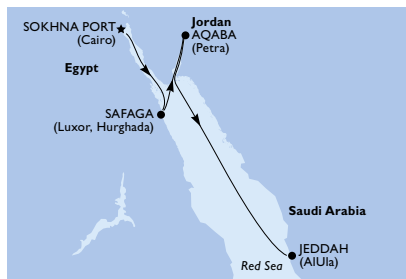 Jordan
SOKHNA PORT
(Cairo)
AQABA
(Petra)
Egypt
SAFAGA
(Luxor, Hurghada)
Saudi Arabia
JEDDAH
(AlUla)
Red Sea